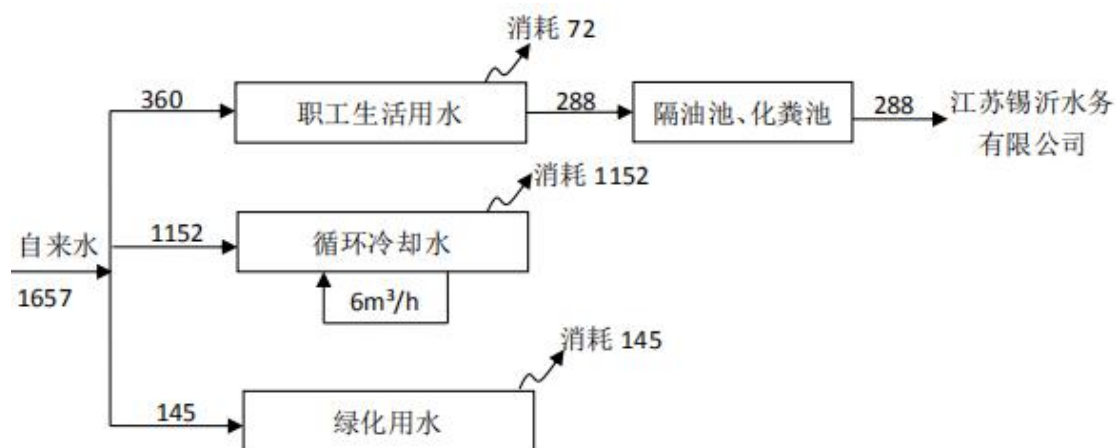 消耗 72
360
职工生活用水
288
隔油池、化粪池
288
江苏锡沂水务
有限公司
消耗 1152
自来水
1152
循环冷却水
1657
6m³/h
消耗 145
145
绿化用水